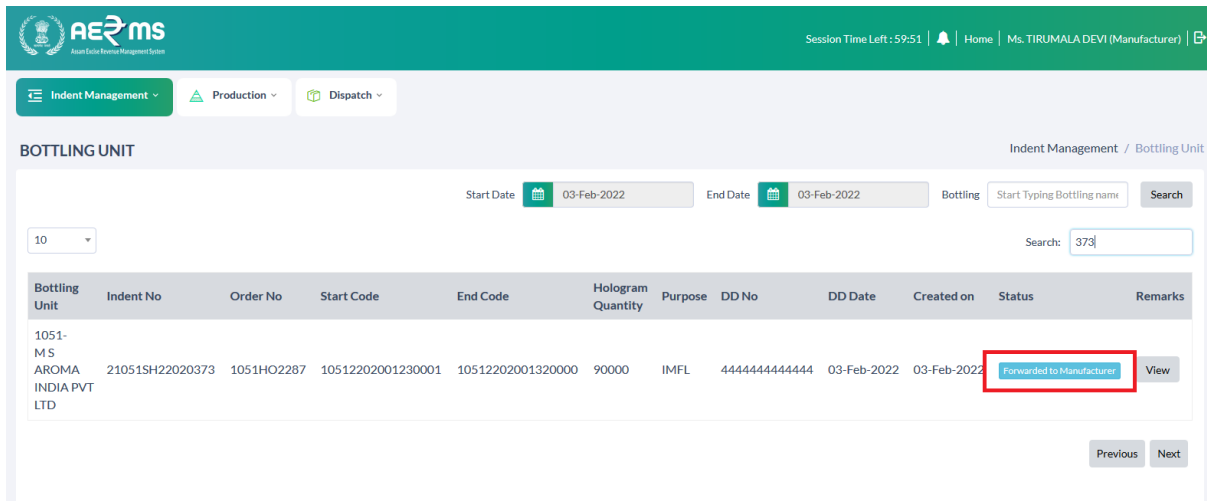 AE₹MS
Assam Excise Revenue Management System
Session Time Left : 59:51 | Home | Ms. TIRUMALA DEVI (Manufacturer) |
Indent Management Production Dispatch
BOTTLING UNIT
Indent Management / Bottling Unit
Start Date 03-Feb-2022 End Date 03-Feb-2022 Bottling Start Typing Bottling name Search
10 Search: 373
Bottling Unit Indent No Order No Start Code End Code Hologram Quantity Purpose DD No DD Date Created on Status Remarks
1051-
M S
AROMA
INDIA PVT
LTD
21051SH22020373 1051HO2287 10512202001230001 10512202001320000 90000 IMFL 4444444444444 03-Feb-2022 03-Feb-2022 Forwarded to Manufacturer View
Previous Next